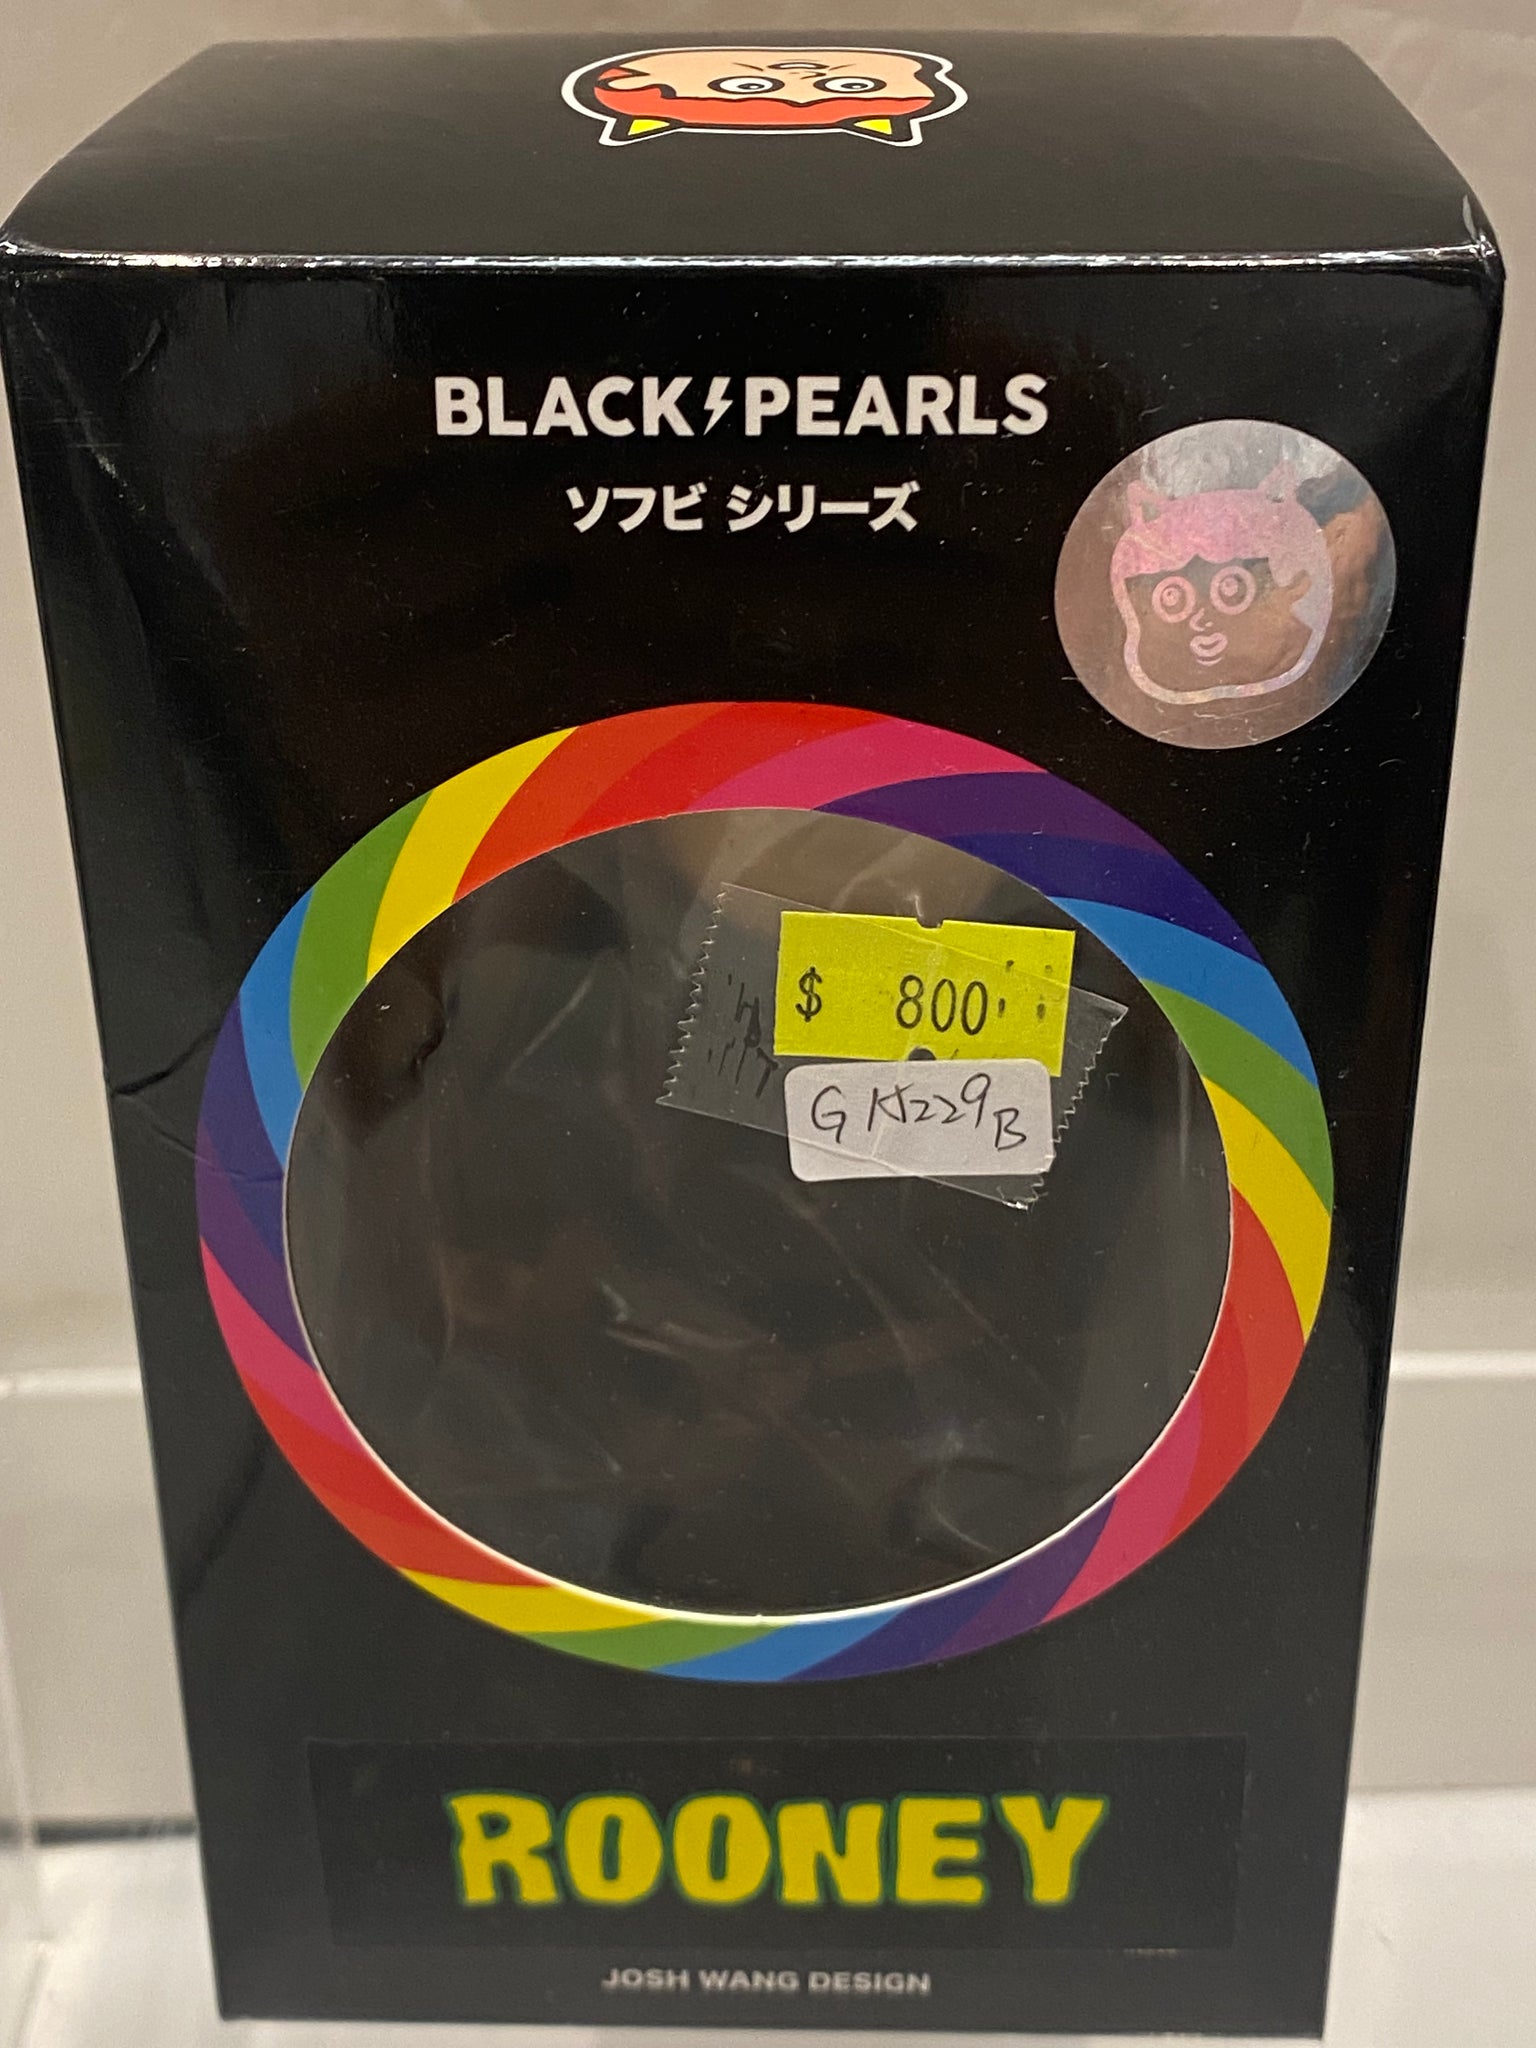 BLACK⚡PEARLS
ソフビ シリーズ
$ 800
GK229B
ROONEY
JOSH WANG DESIGN